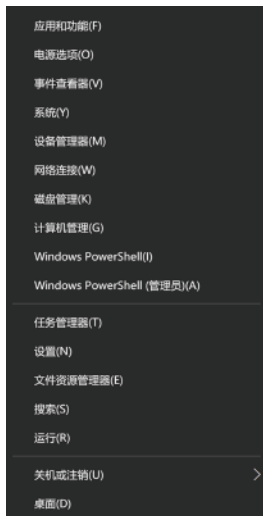 应用和功能(F)
电源选项(O)
事件查看器(V)
系统(Y)
设备管理器(M)
网络连接(W)
磁盘管理(K)
计算机管理(G)
Windows PowerShell(I)
Windows PowerShell (管理员)(A)
任务管理器(T)
设置(N)
文件资源管理器(E)
搜索(S)
运行(R)
关机或注销(U)
桌面(D)